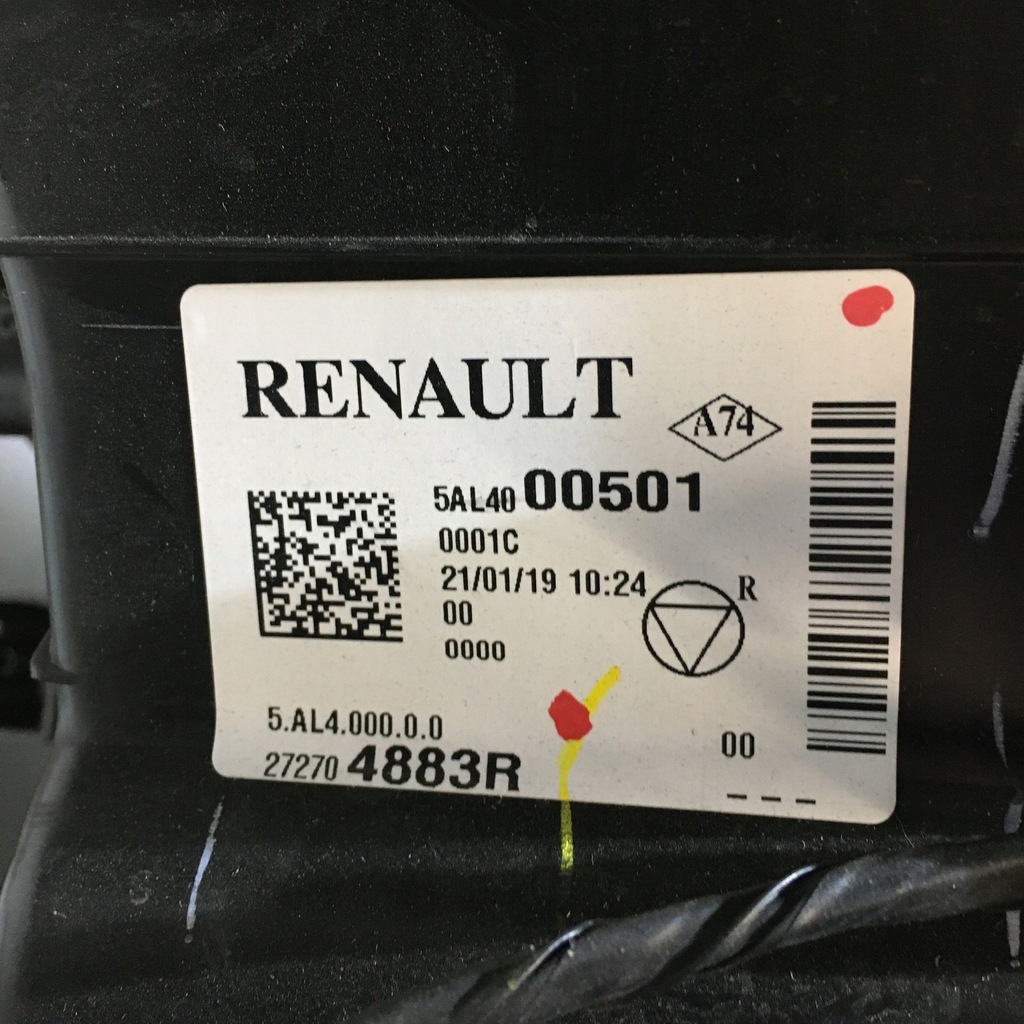 RENAULT
A74
5AL40 00501
0001C
21/01/19 10:24
R
00
0000
5.AL4.000.0.0
00
27270 4883R
---